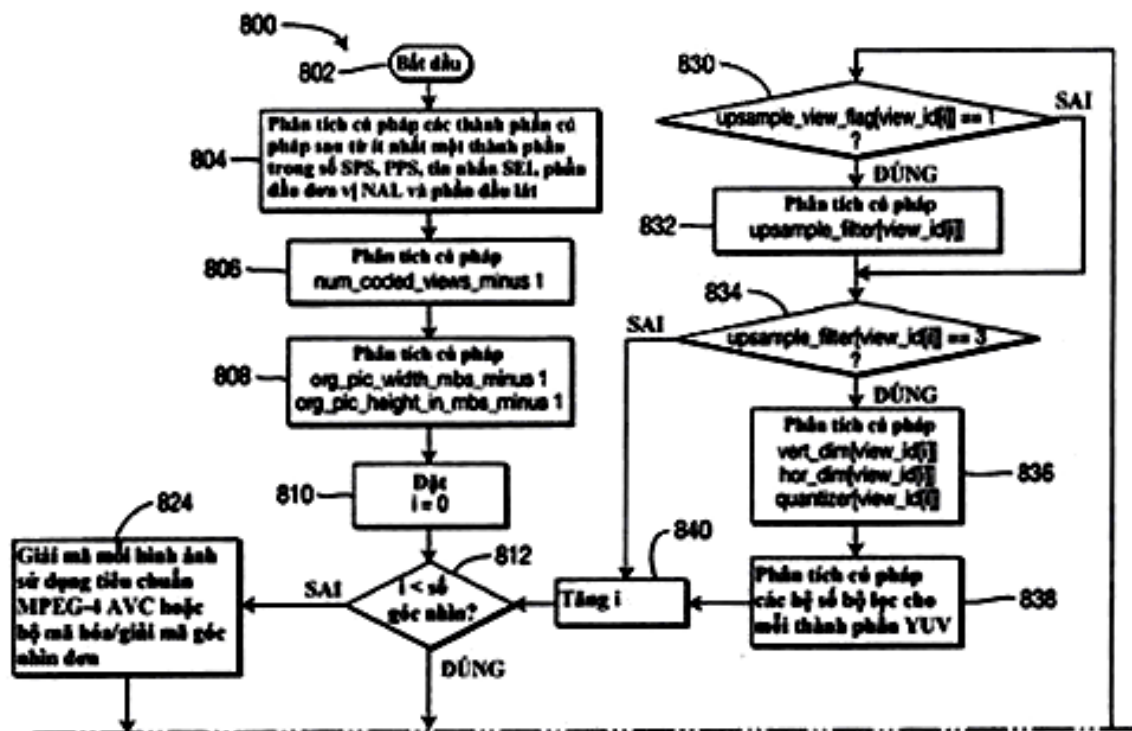 800
802
Bắt đầu
804
Phân tích cú pháp các thành phần cú
pháp sau từ ít nhất một thành phần
trong số SPS, PPS, tin nhắn SEI, phần
đầu đơn vị NAL và phần đầu lát
806
Phân tích cú pháp
num_coded_views_minus 1
808
Phân tích cú pháp
org_pic_width_mbs_minus 1
org_pic_height_in_mbs_minus 1
810
Đặt
i = 0
812
i < số
góc nhìn?
SAI
ĐÚNG
824
Giải mã mỗi hình ảnh
sử dụng tiêu chuẩn
MPEG-4 AVC hoặc
bộ mã hóa/giải mã góc
nhìn đơn
830
upsample_view_flag[view_id[i]] == 1
?
SAI
ĐÚNG
832
Phân tích cú pháp
upsample_filter[view_id[i]]
834
upsample_filter[view_id[i]] == 3
?
SAI
ĐÚNG
Phân tích cú pháp
vert_dim[view_id[i]]
hor_dim[view_id[i]]
quantizer[view_id[i]]
836
Phân tích cú pháp
các hệ số bộ lọc cho
mỗi thành phần YUV
838
840
Tăng i